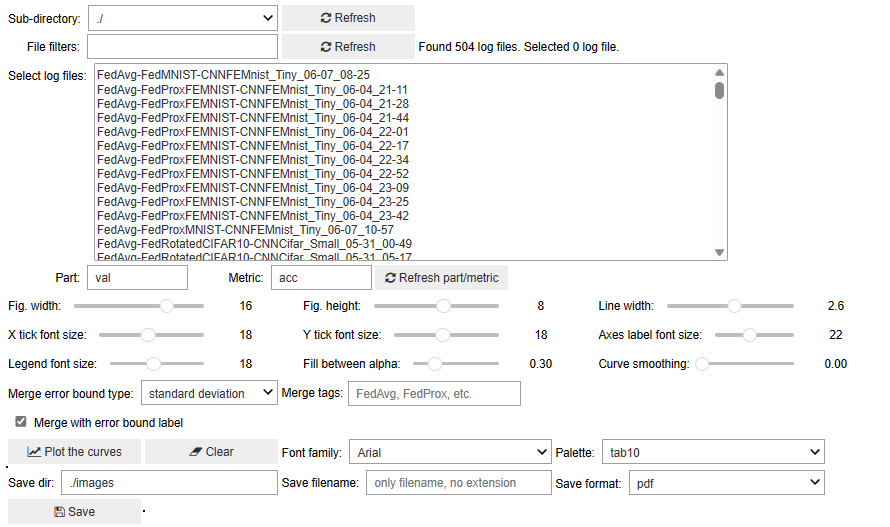 Sub-directory: ./ Refresh
File filters: Refresh Found 504 log files. Selected 0 log file.
Select log files:
FedAvg-FedMNIST-CNNFEMnist_Tiny_06-07_08-25
FedAvg-FedProxFEMNIST-CNNFEMnist_Tiny_06-04_21-11
FedAvg-FedProxFEMNIST-CNNFEMnist_Tiny_06-04_21-28
FedAvg-FedProxFEMNIST-CNNFEMnist_Tiny_06-04_21-44
FedAvg-FedProxFEMNIST-CNNFEMnist_Tiny_06-04_22-01
FedAvg-FedProxFEMNIST-CNNFEMnist_Tiny_06-04_22-17
FedAvg-FedProxFEMNIST-CNNFEMnist_Tiny_06-04_22-34
FedAvg-FedProxFEMNIST-CNNFEMnist_Tiny_06-04_22-52
FedAvg-FedProxFEMNIST-CNNFEMnist_Tiny_06-04_23-09
FedAvg-FedProxFEMNIST-CNNFEMnist_Tiny_06-04_23-25
FedAvg-FedProxFEMNIST-CNNFEMnist_Tiny_06-04_23-42
FedAvg-FedProxMNIST-CNNFEMnist_Tiny_06-07_10-57
FedAvg-FedRotatedCIFAR10-CNNCifar_Small_05-31_00-49
FedAvg-FedRotatedCIFAR10-CNNCifar_Small_05-31_05-17
Part: val Metric: acc Refresh part/metric
Fig. width: 16 Fig. height: 8 Line width: 2.6
X tick font size: 18 Y tick font size: 18 Axes label font size: 22
Legend font size: 18 Fill between alpha: 0.30 Curve smoothing: 0.00
Merge error bound type: standard deviation Merge tags: FedAvg, FedProx, etc.
Merge with error bound label
Plot the curves Clear Font family: Arial Palette: tab10
Save dir: ./images Save filename: only filename, no extension Save format: pdf
Save